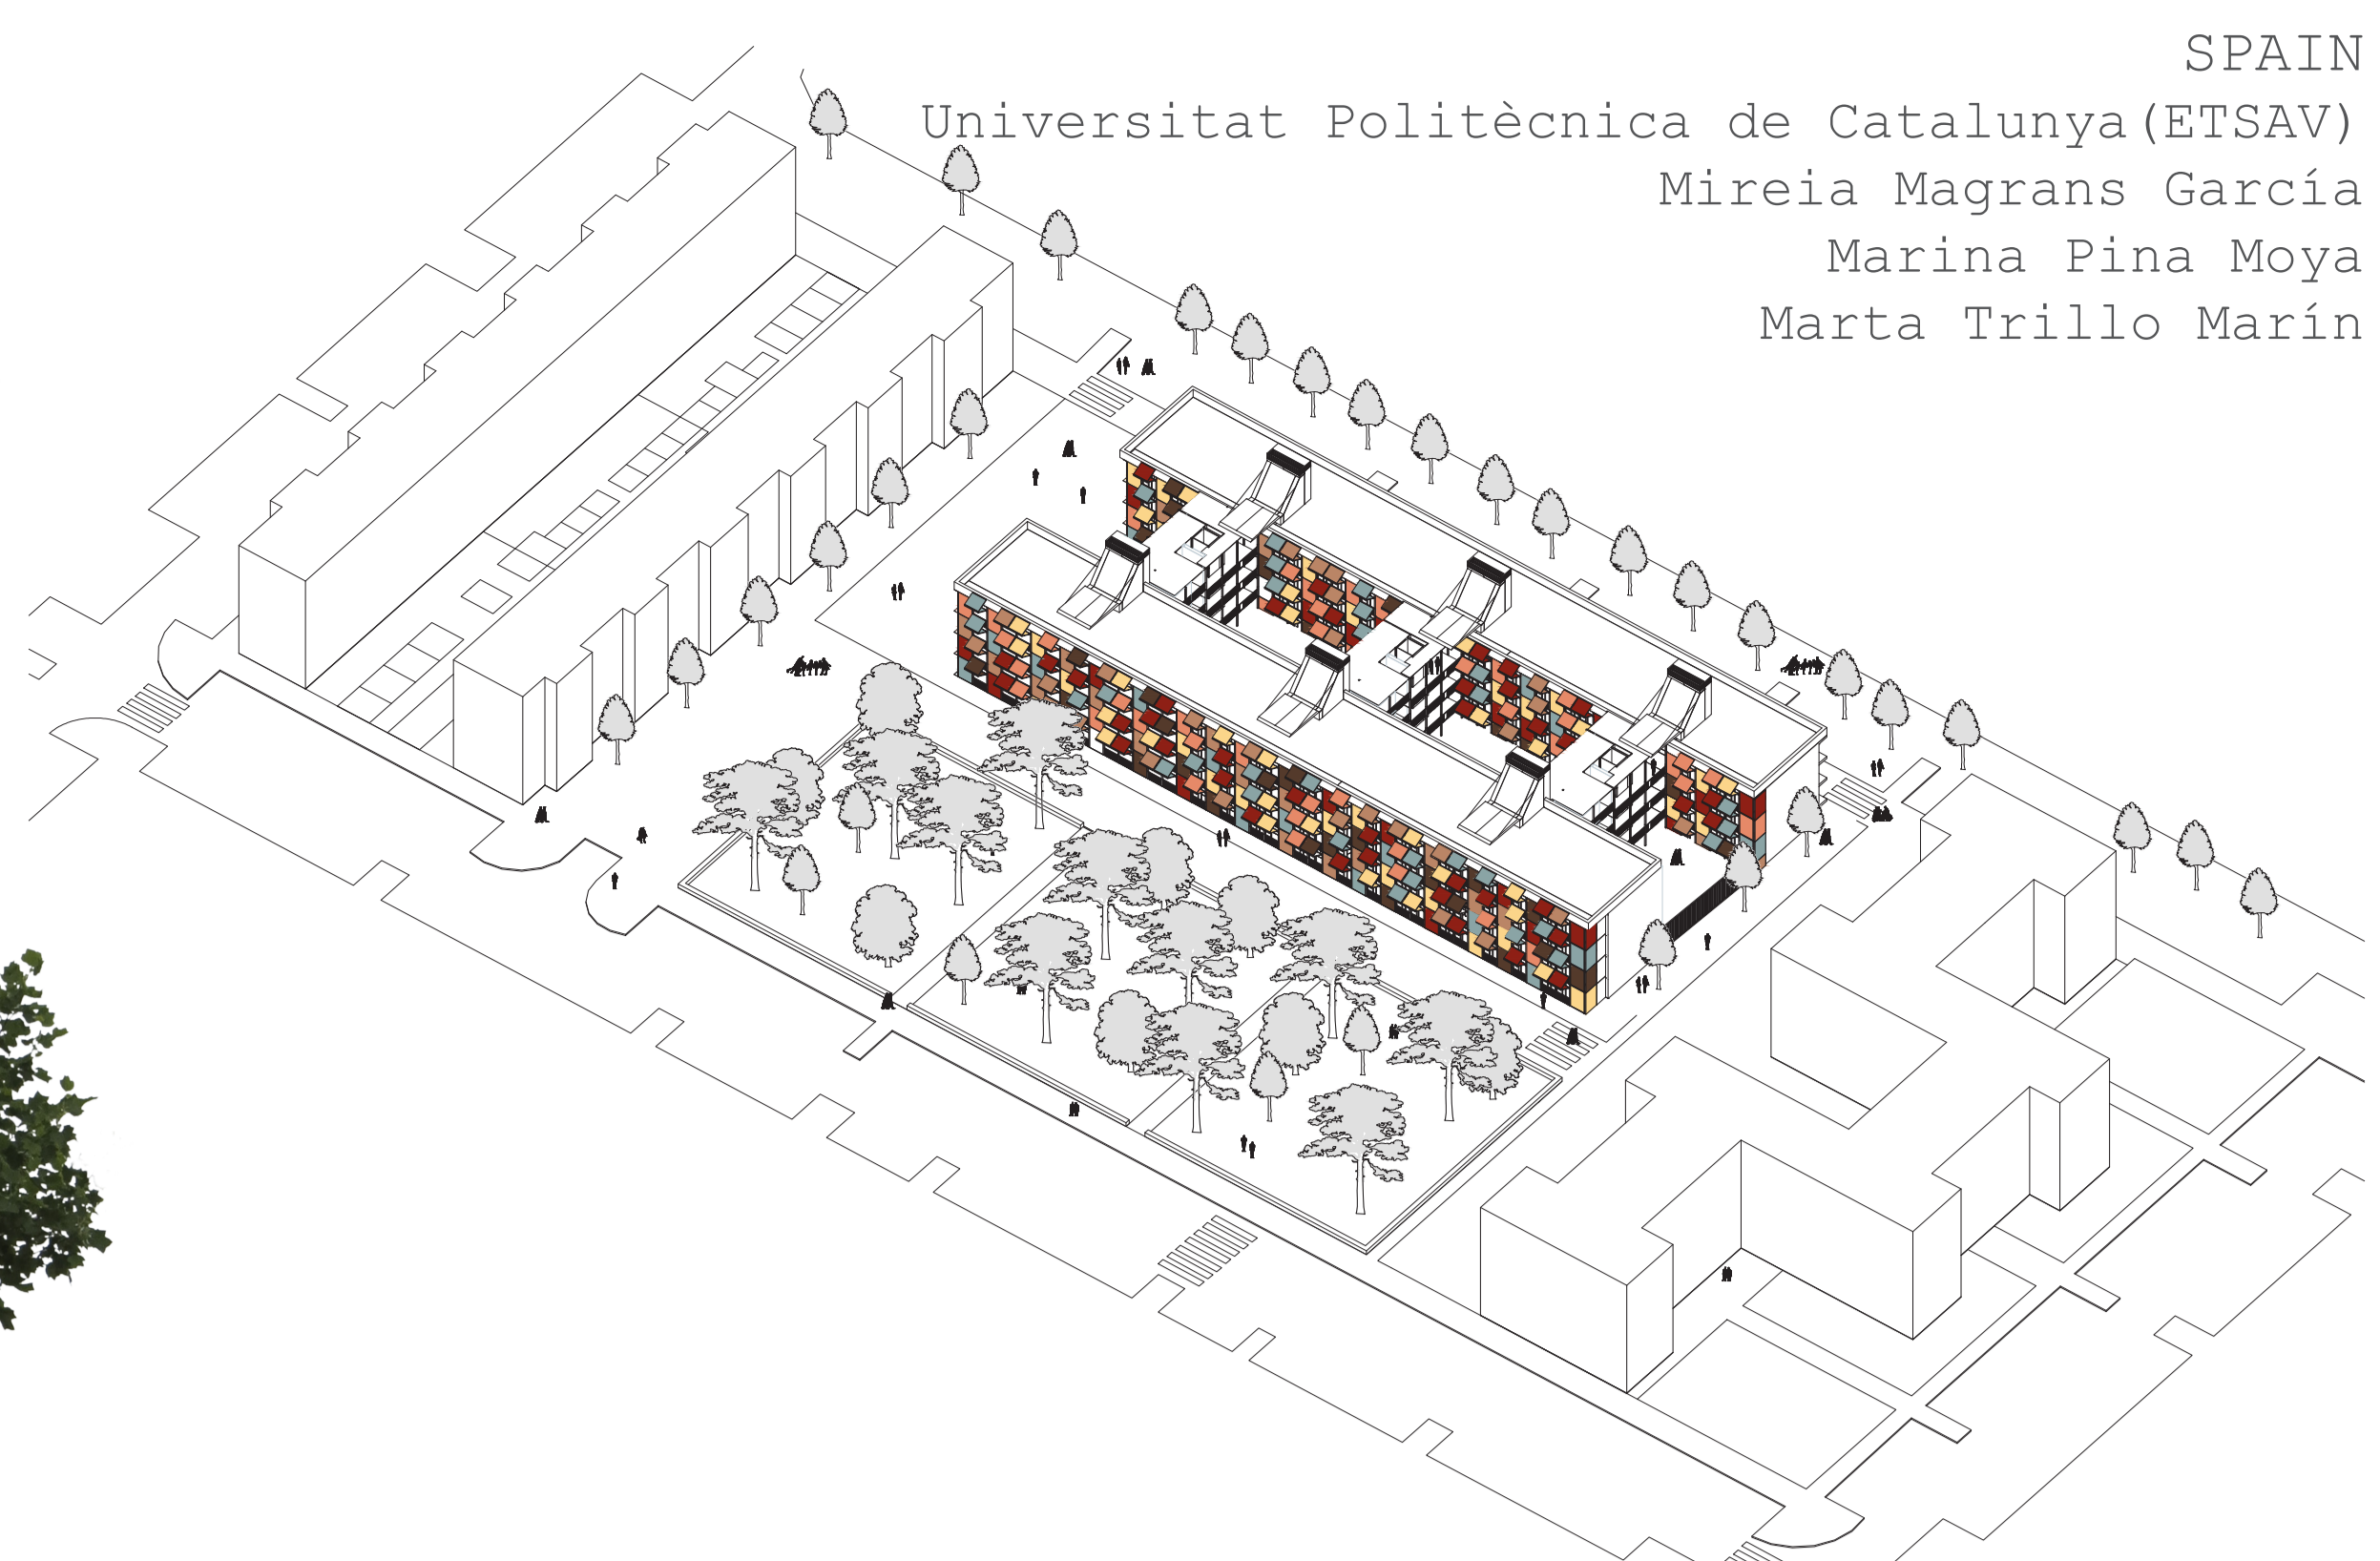 SPAIN
Universitat Politècnica de Catalunya(ETSAV)
Mireia Magrans García
Marina Pina Moya
Marta Trillo Marín